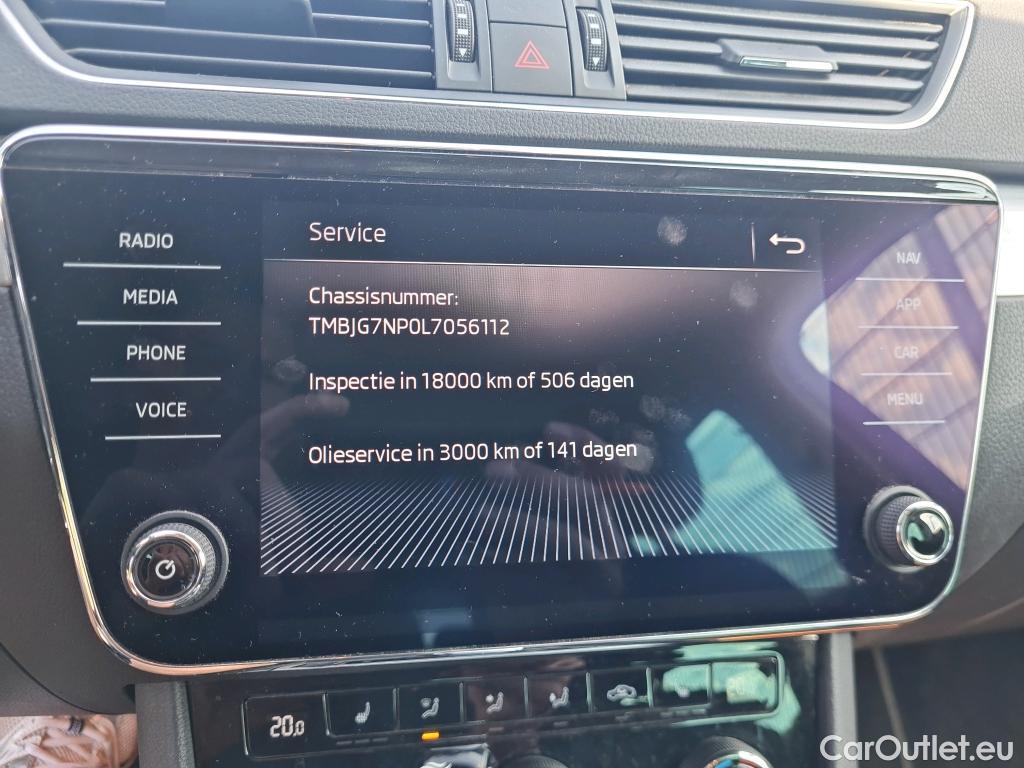 Service
RADIO
NAV
MEDIA
Chassisnummer:
TMBJG7NP0L7056112
APP
PHONE
CAR
Inspectie in 18000 km of 506 dagen
VOICE
MENU
Olieservice in 3000 km of 141 dagen
20.0
CarOutlet.eu